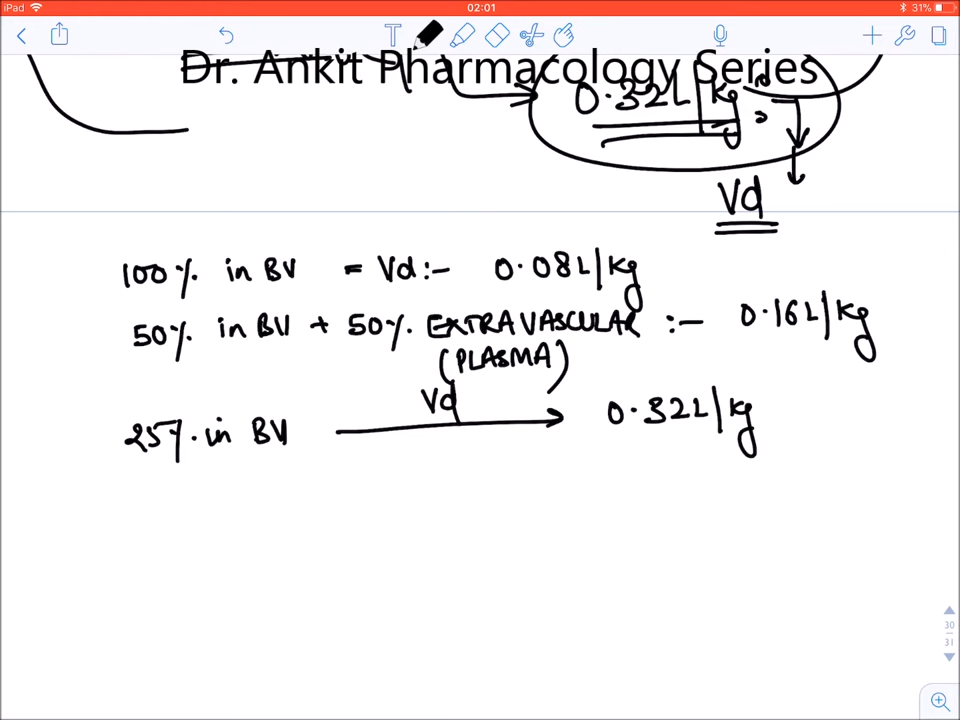 iPad 02:01 31%
T
Dr. Ankit Pharmacology Series
0.32L/kg
Vd
100% in BV = Vd:- 0.08L/kg
50% in BV + 50% EXTRAVASCULAR :- 0.16L/kg
(PLASMA)
Vd
25%. in BV 0.32L/kg
30
31